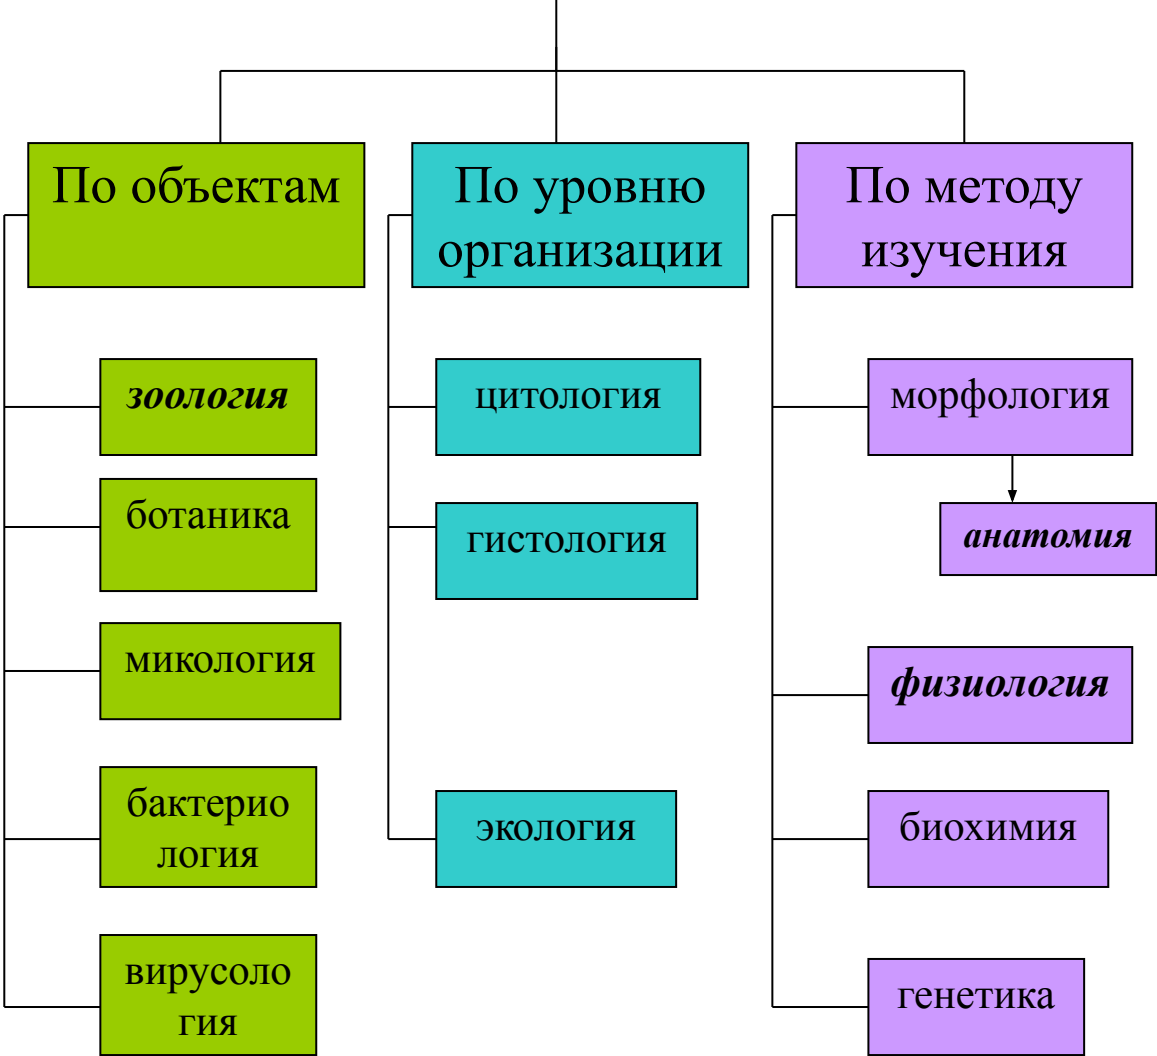 По объектам
зоология
ботаника
микология
бактерио
логия
вирусоло
гия
По уровню
организации
цитология
гистология
экология
По методу
изучения
морфология
анатомия
физиология
биохимия
генетика